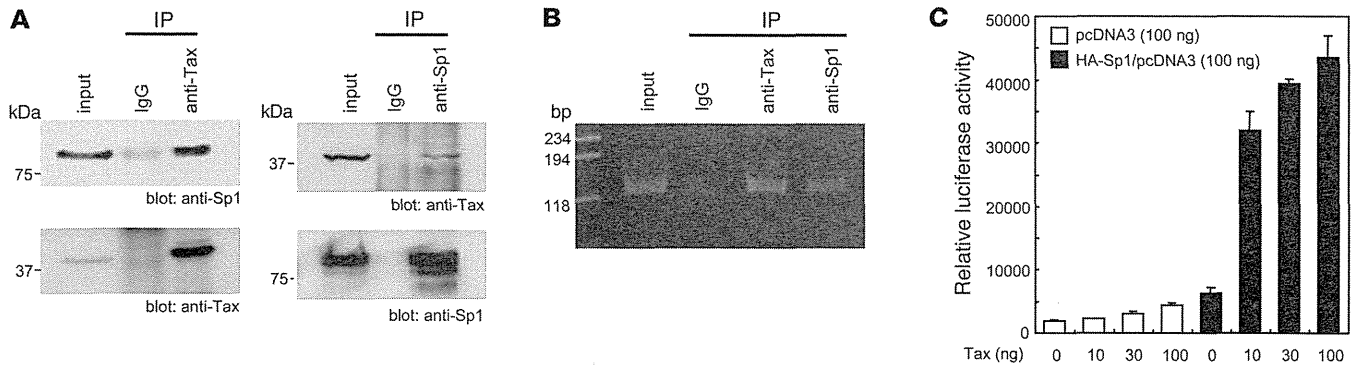 A
IP
input
IgG
anti-Tax
kDa
75-
blot: anti-Sp1
37-
blot: anti-Tax
IP
input
IgG
anti-Sp1
37-
blot: anti-Tax
75-
blot: anti-Sp1
B
IP
input
IgG
anti-Tax
anti-Sp1
bp
234
194
118
C
50000
40000
30000
20000
10000
0
Relative luciferase activity
pcDNA3 (100 ng)
HA-Sp1/pcDNA3 (100 ng)
Tax (ng) 0 10 30 100 0 10 30 100